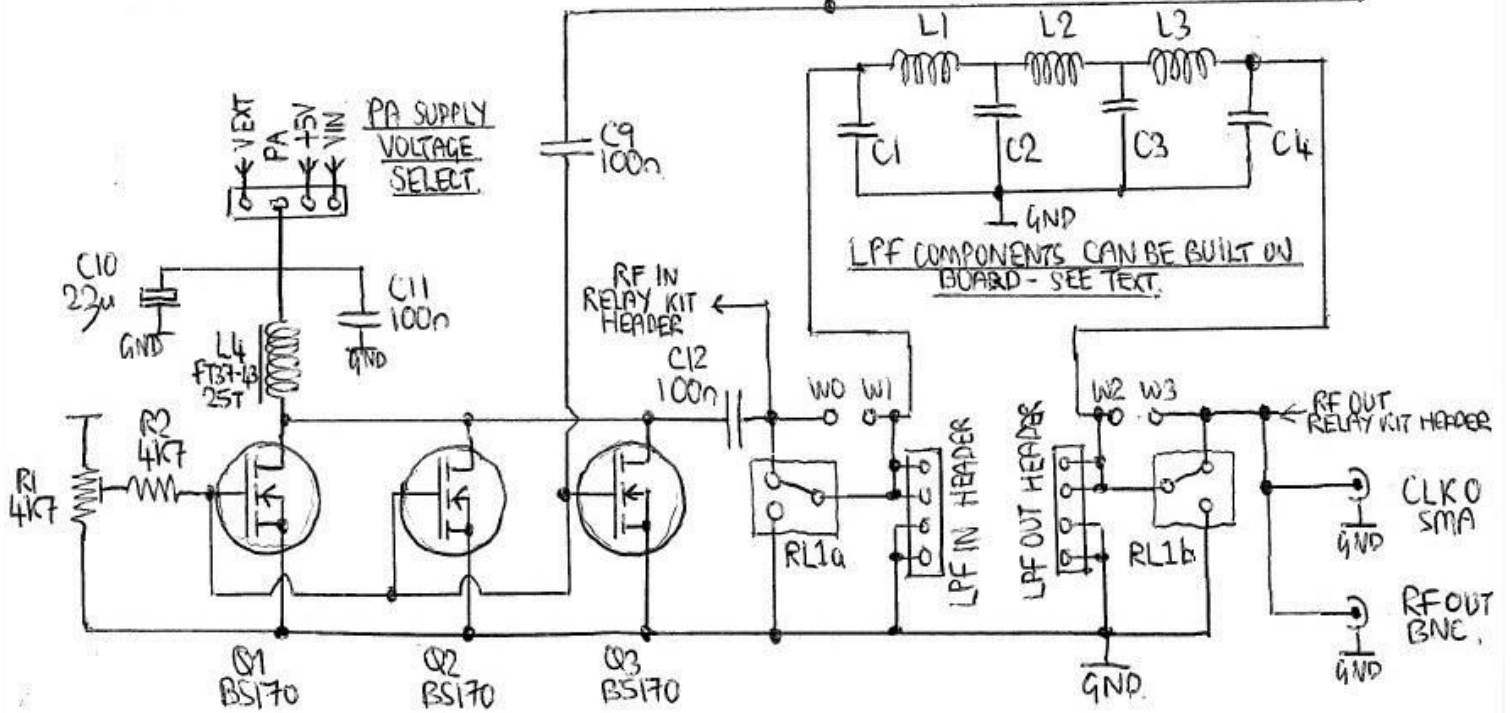 L1
L2
L3
VEXT
PA
+5V
VIN
PA SUPPLY
VOLTAGE
SELECT.
C9
100n
C1
C2
C3
C4
GND
LPF COMPONENTS CAN BE BUILT ON
BOARD - SEE TEXT.
C10
22u
GND
C11
100n
GND
L4
FT37-43
25T
RF IN
RELAY KIT
HEADER
C12
100n
W0
W1
W2
W3
RF OUT
RELAY KIT HEADER
R1
4K7
R2
4K7
RL1a
LPF IN HEADER
LPF OUT HEADER
RL1b
CLK0
SMA
GND
RF OUT
BNC.
GND
Q1
BS170
Q2
BS170
Q3
BS170
GND.